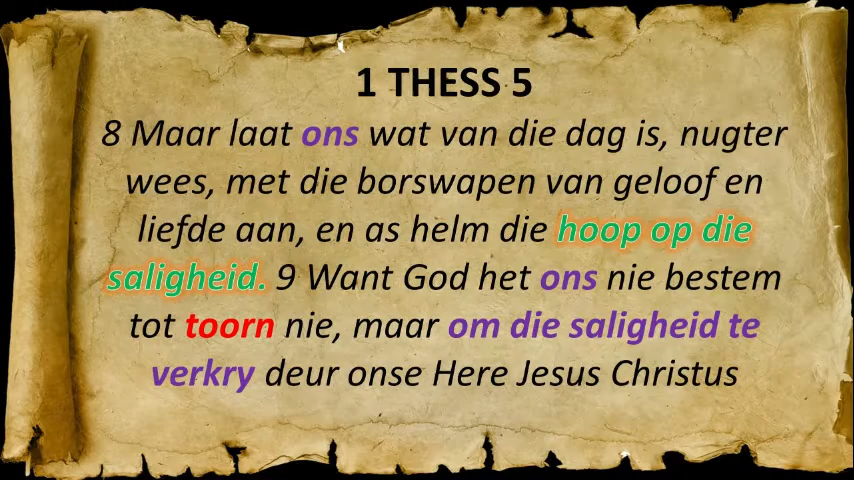 1 THESS 5
8 Maar laat ons wat van die dag is, nugter
wees, met die borswapen van geloof en
liefde aan, en as helm die hoop op die
saligheid. 9 Want God het ons nie bestem
tot toorn nie, maar om die saligheid te
verkry deur onse Here Jesus Christus